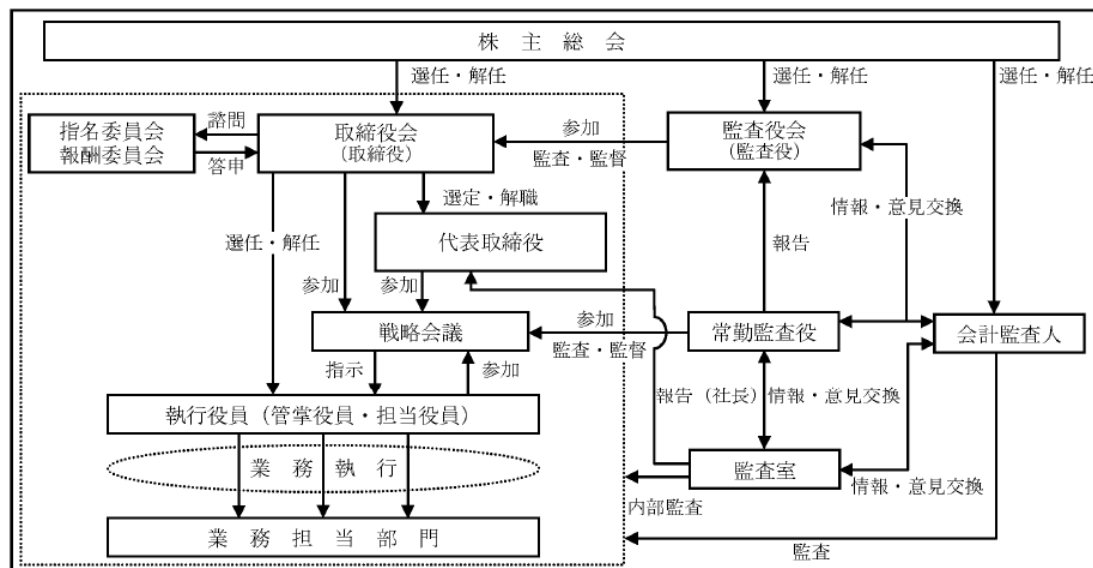 株 主 総 会
選任・解任
選任・解任
選任・解任
指名委員会
報酬委員会
諮問
答申
取締役会
(取締役)
参加
監査・監督
監査役会
(監査役)
選定・解職
情報・意見交換
選任・解任
代表取締役
報告
参加
参加
戦略会議
参加
監査・監督
常勤監査役
会計監査人
指示
参加
報告(社長)
情報・意見交換
執行役員(管掌役員・担当役員)
業 務 執 行
監査室
情報・意見交換
内部監査
業 務 担 当 部 門
監査